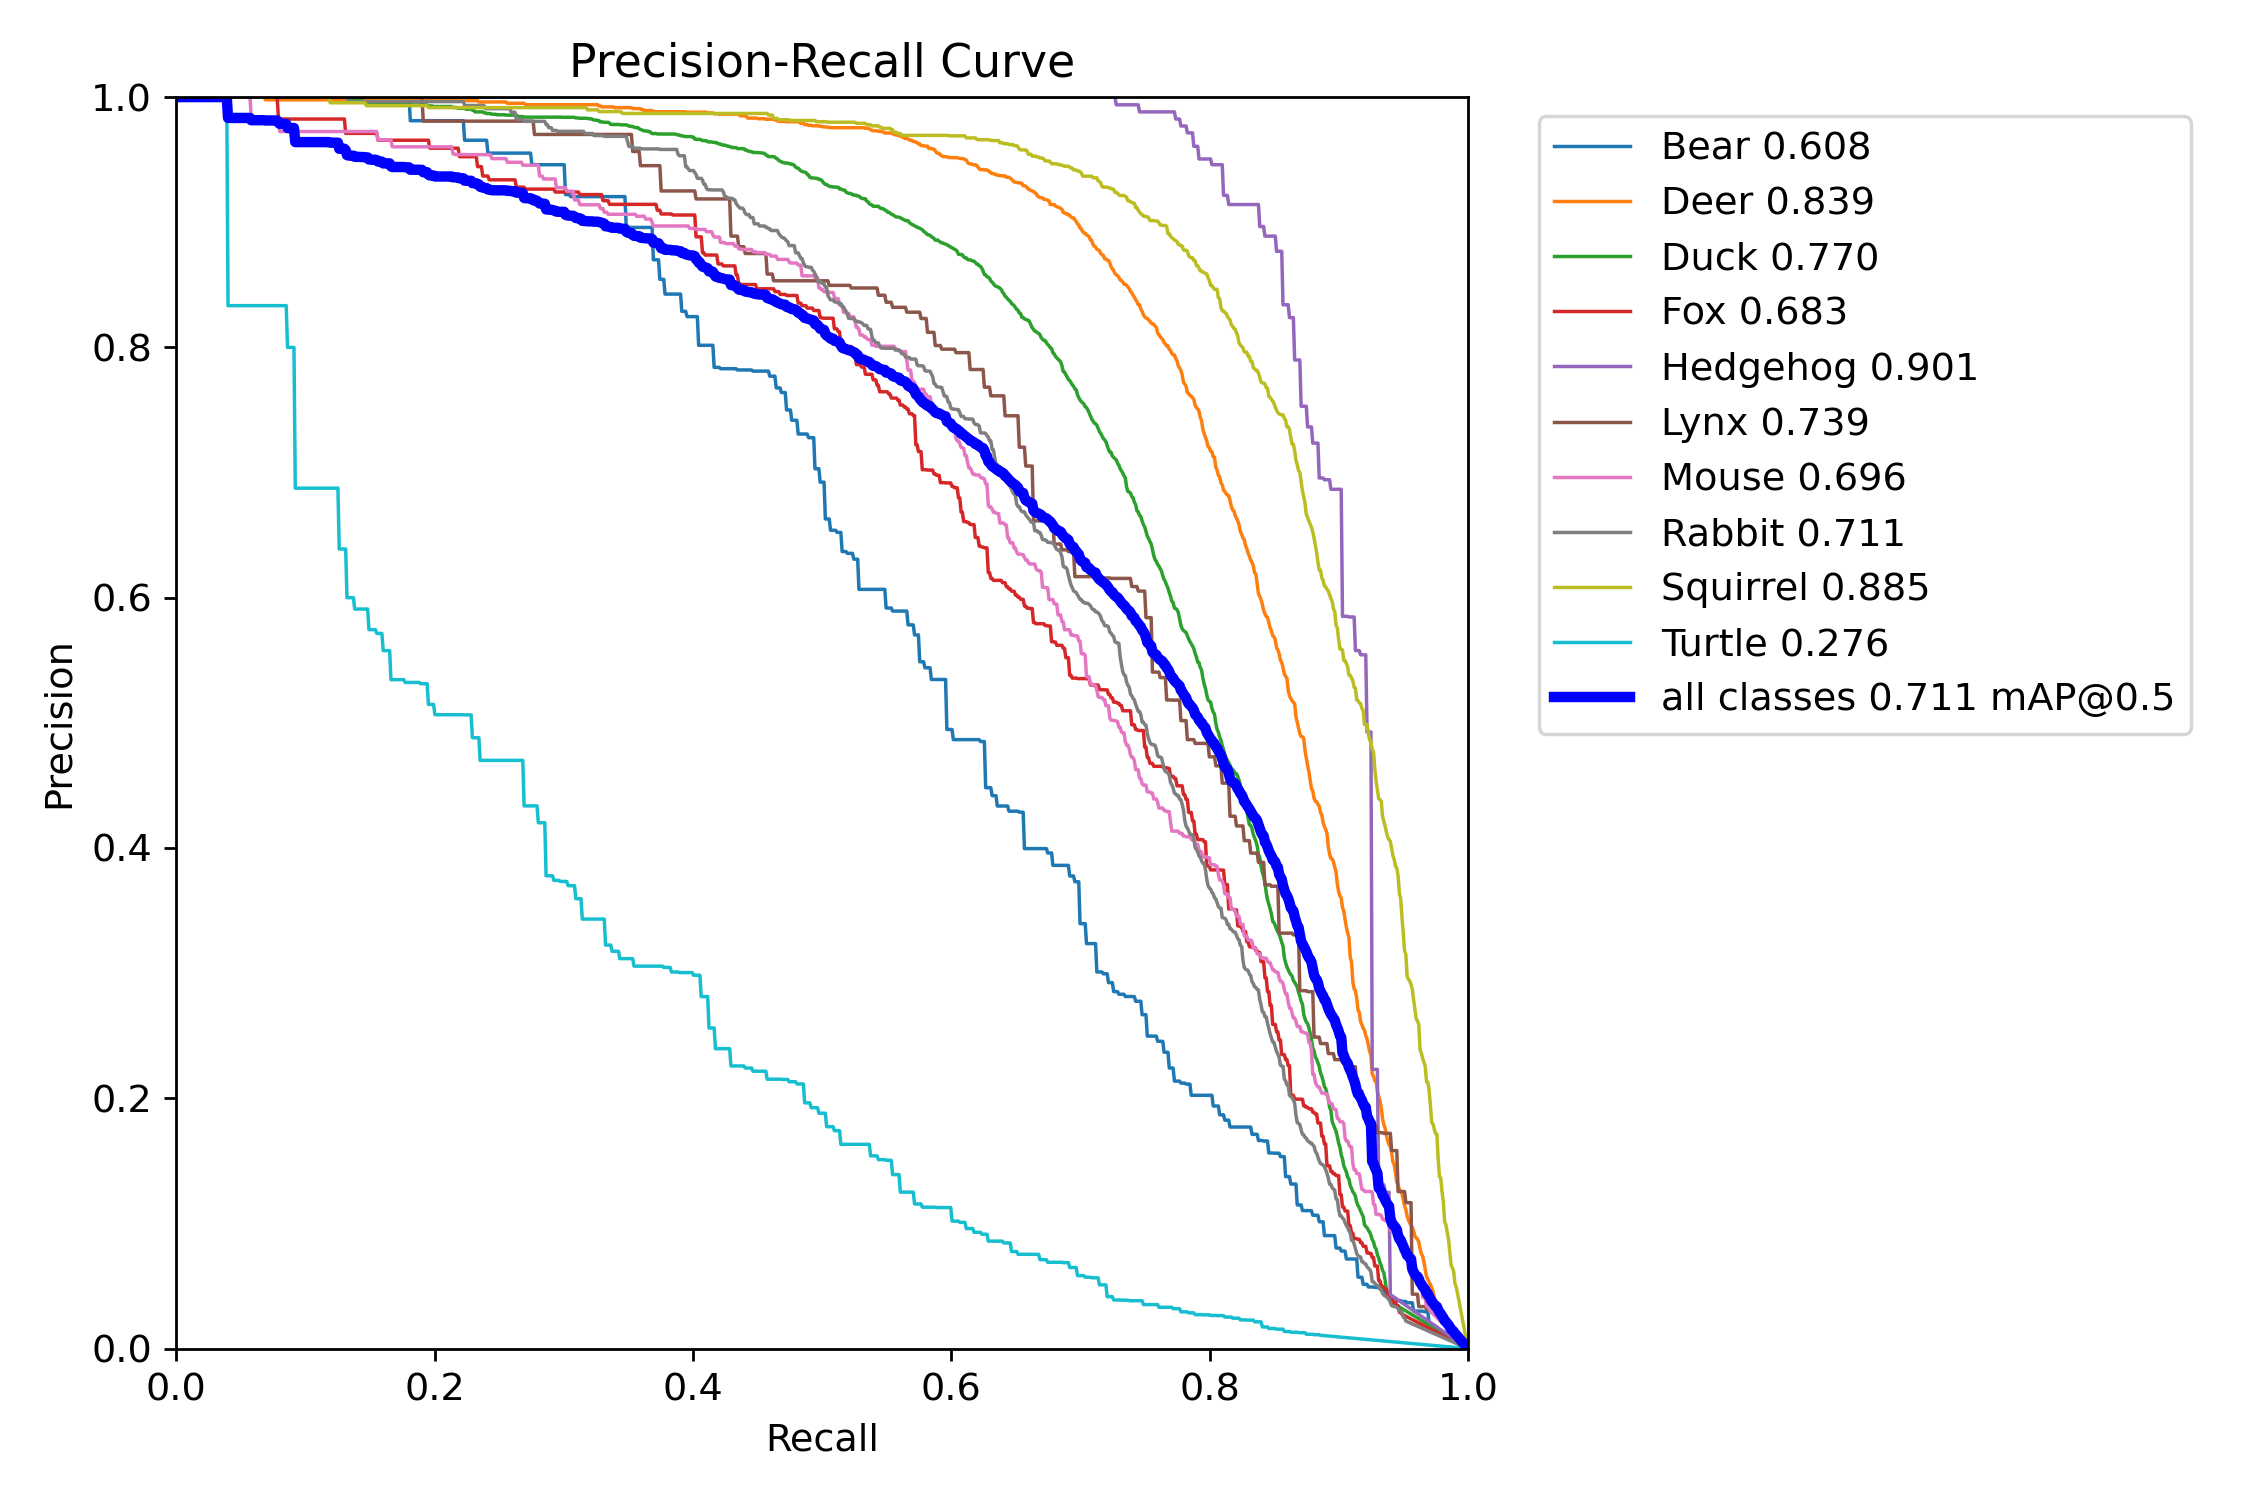 Precision-Recall Curve
1.0
0.8
0.6
0.4
0.2
0.0
Precision
0.0 0.2 0.4 0.6 0.8 1.0
Recall
Bear 0.608
Deer 0.839
Duck 0.770
Fox 0.683
Hedgehog 0.901
Lynx 0.739
Mouse 0.696
Rabbit 0.711
Squirrel 0.885
Turtle 0.276
all classes 0.711 mAP@0.5